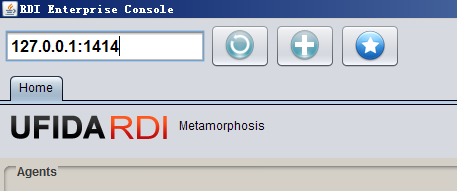 RDI Enterprise Console
127.0.0.1:1414
Home
UFIDA RDI Metamorphosis
Agents